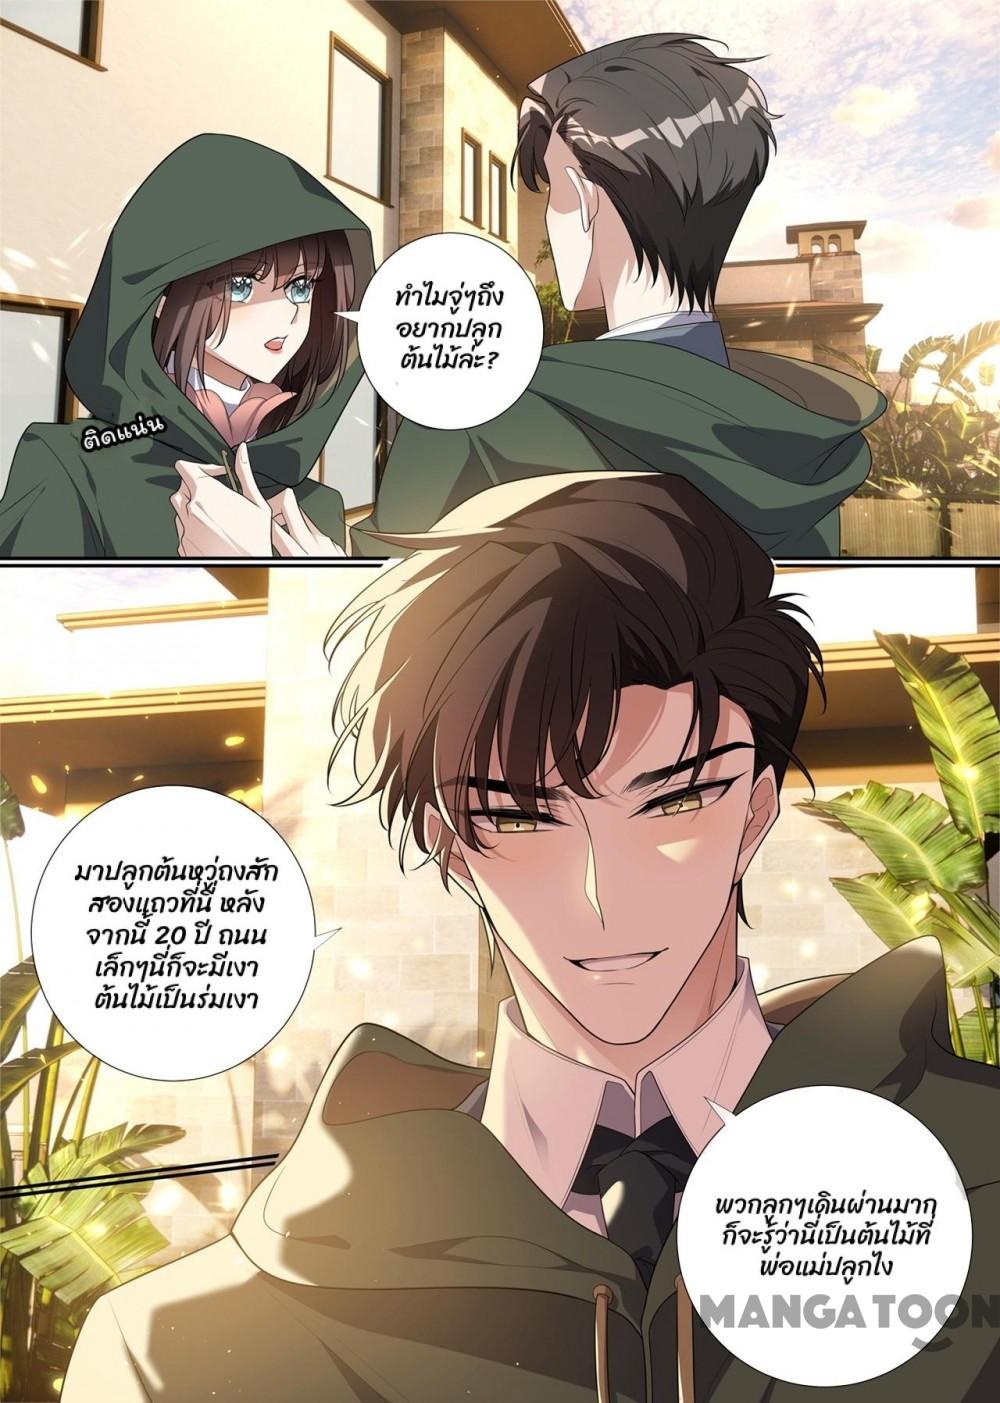 ทำไมจู่ๆถึง
อยากปลูก
ต้นไม้ล่ะ?
ติดแน่น
มาปลูกต้นหวู่ถงสัก
สองแถวที่นี่ หลัง
จากนี้ 20 ปี ถนน
เล็กๆนี่ก็จะมีเงา
ต้นไม้เป็นร่มเงา
พวกลูกๆเดินผ่านมาก
ก็จะรู้ว่านี่เป็นต้นไม้ที่
พ่อแม่ปลูกไง
MANGATOON